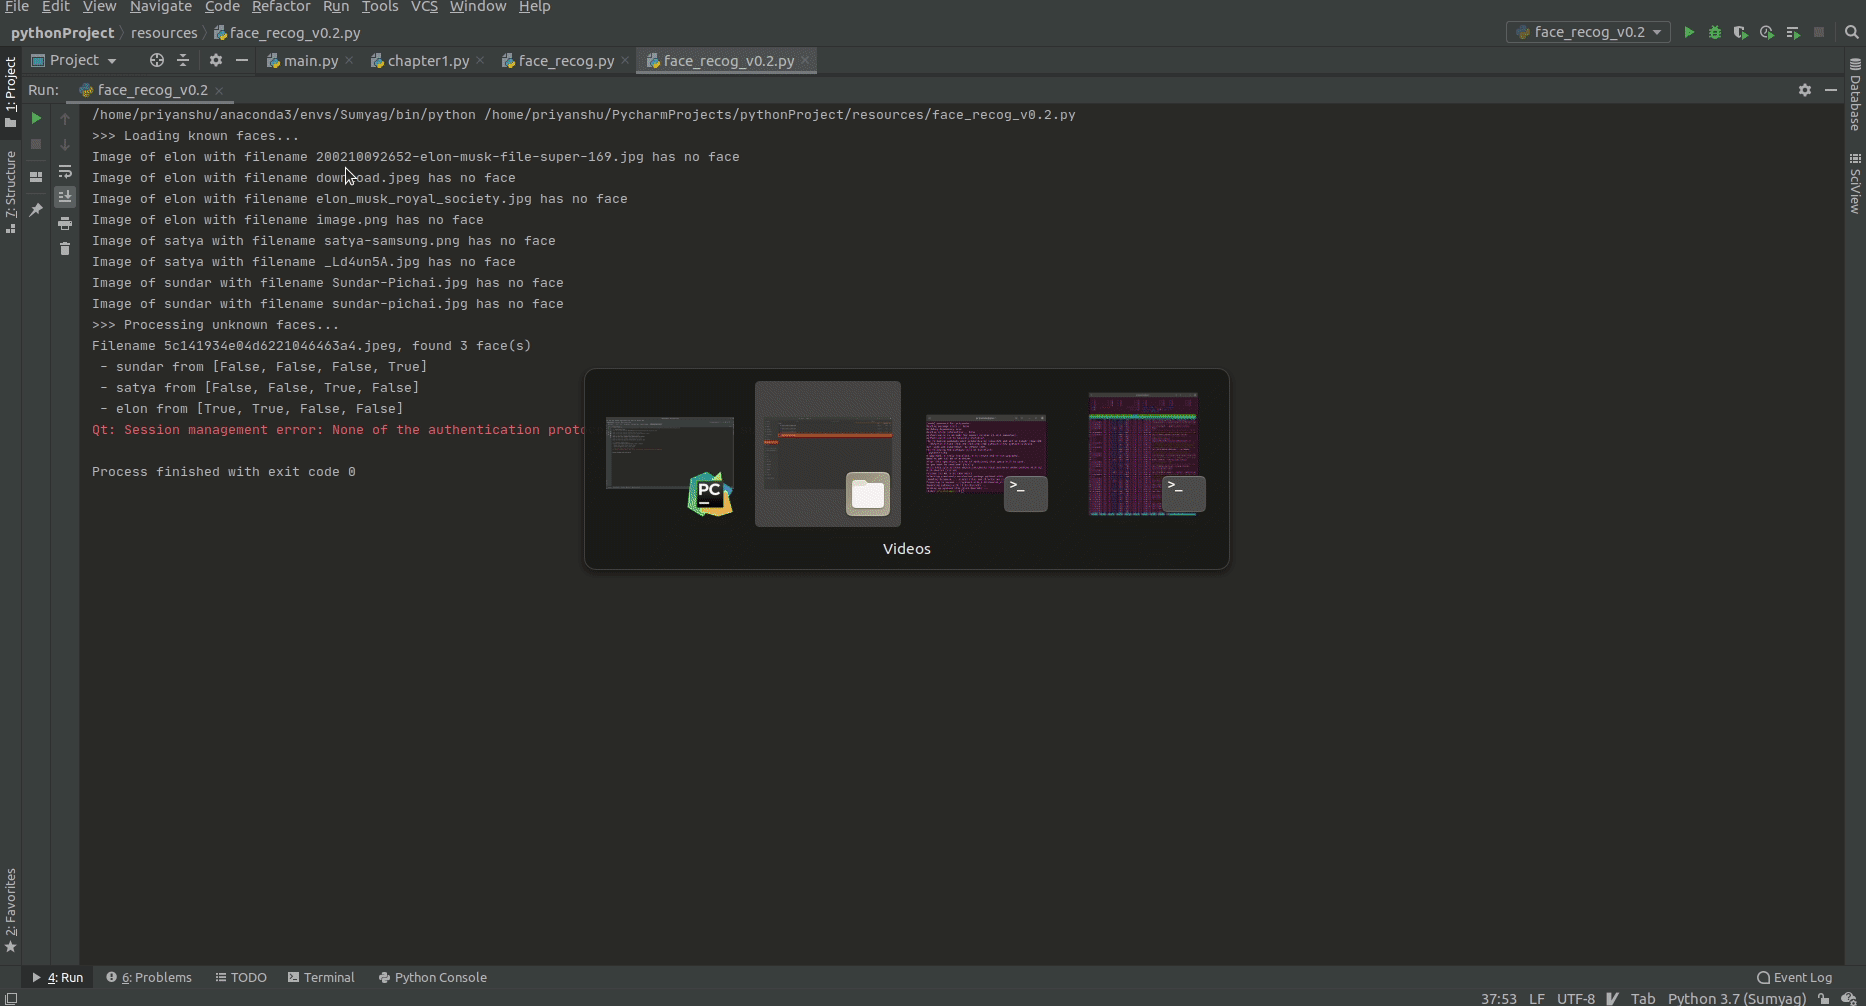 File Edit View Navigate Code Refactor Run Tools VCS Window Help
pythonProject resources face_recog_v0.2.py face_recog_v0.2
1: Project
Project main.py chapter1.py face_recog.py face_recog_v0.2.py
Run: face_recog_v0.2
Database
/home/priyanshu/anaconda3/envs/Sumyag/bin/python /home/priyanshu/PycharmProjects/pythonProject/resources/face_recog_v0.2.py
>>> Loading known faces...
Image of elon with filename 200210092652-elon-musk-file-super-169.jpg has no face
Image of elon with filename download.jpeg has no face
Image of elon with filename elon_musk_royal_society.jpg has no face
Image of elon with filename image.png has no face
Image of satya with filename satya-samsung.png has no face
Image of satya with filename _Ld4un5A.jpg has no face
Image of sundar with filename Sundar-Pichai.jpg has no face
Image of sundar with filename sundar-pichai.jpg has no face
>>> Processing unknown faces...
Filename 5c141934e04d6221046463a4.jpeg, found 3 face(s)
- sundar from [False, False, False, True]
- satya from [False, False, True, False]
- elon from [True, True, False, False]
Qt: Session management error: None of the authentication proto
Process finished with exit code 0
7: Structure
SciView
PC
>_
>_
Videos
2: Favorites
4: Run 6: Problems TODO Terminal Python Console Event Log
37:53 LF UTF-8 Tab Python 3.7 (Sumyag)